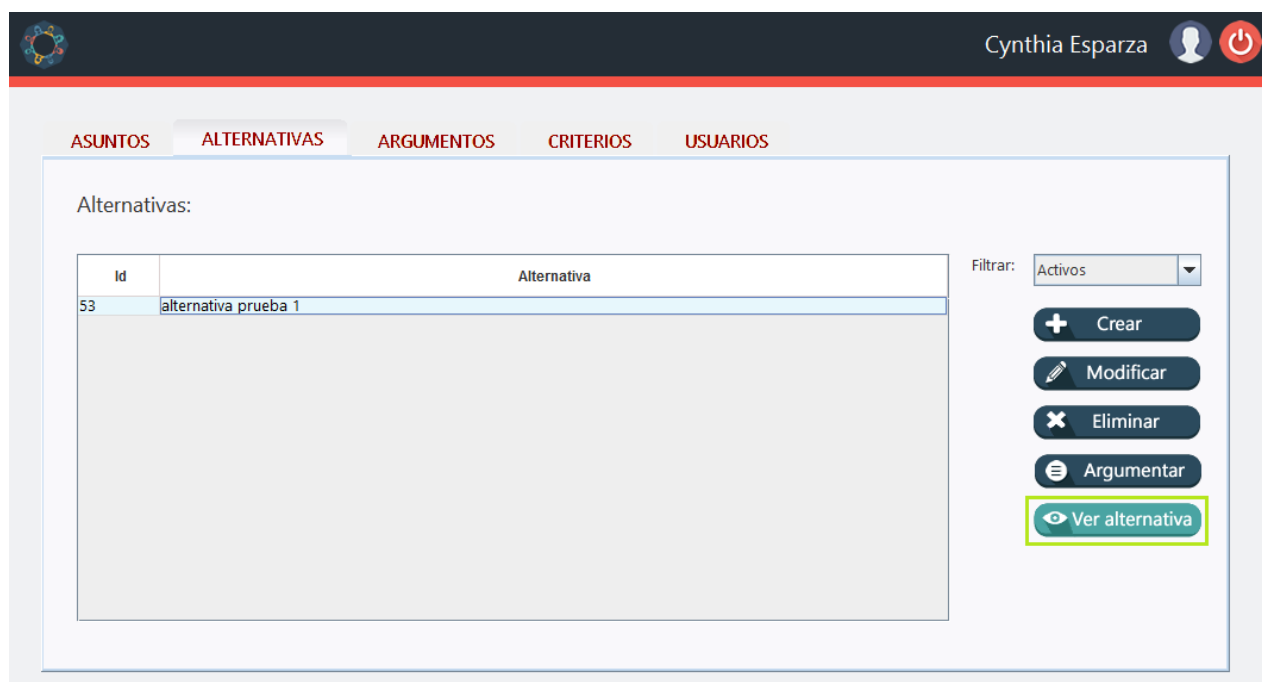 Cynthia Esparza
ASUNTOS ALTERNATIVAS ARGUMENTOS CRITERIOS USUARIOS
Alternativas:
Id Alternativa
53 alternativa prueba 1
Filtrar: Activos
Crear
Modificar
Eliminar
Argumentar
Ver alternativa